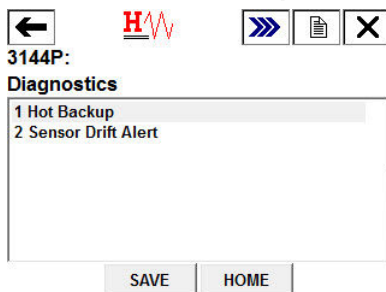 H
3144P:
Diagnostics
1 Hot Backup
2 Sensor Drift Alert
SAVE HOME